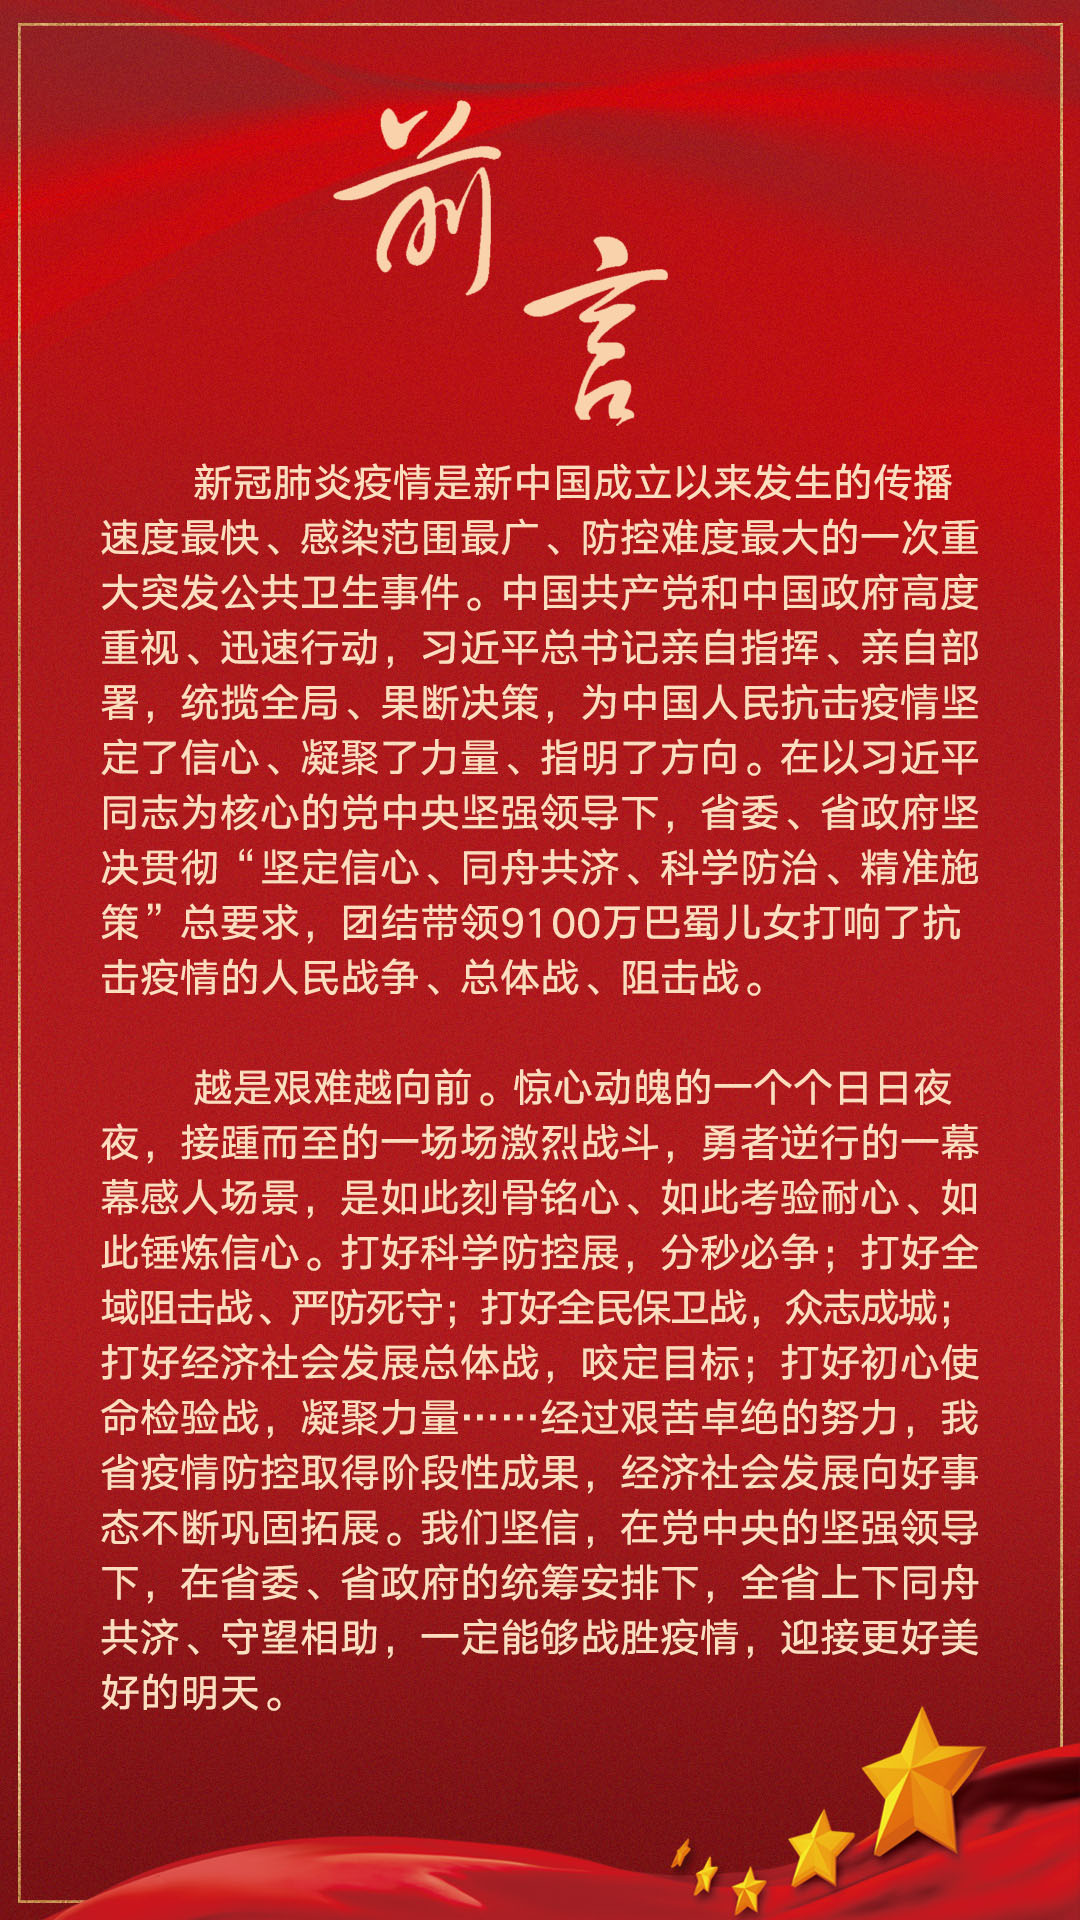 前言
新冠肺炎疫情是新中国成立以来发生的传播
速度最快、感染范围最广、防控难度最大的一次重
大突发公共卫生事件。中国共产党和中国政府高度
重视、迅速行动，习近平总书记亲自指挥、亲自部
署，统揽全局、果断决策，为中国人民抗击疫情坚
定了信心、凝聚了力量、指明了方向。在以习近平
同志为核心的党中央坚强领导下，省委、省政府坚
决贯彻“坚定信心、同舟共济、科学防治、精准施
策”总要求，团结带领9100万巴蜀儿女打响了抗
击疫情的人民战争、总体战、阻击战。
越是艰难越向前。惊心动魄的一个个日日夜
夜，接踵而至的一场场激烈战斗，勇者逆行的一幕
幕感人场景，是如此刻骨铭心、如此考验耐心、如
此锤炼信心。打好科学防控展，分秒必争；打好全
域阻击战、严防死守；打好全民保卫战，众志成城；
打好经济社会发展总体战，咬定目标；打好初心使
命检验战，凝聚力量……经过艰苦卓绝的努力，我
省疫情防控取得阶段性成果，经济社会发展向好事
态不断巩固拓展。我们坚信，在党中央的坚强领导
下，在省委、省政府的统筹安排下，全省上下同舟
共济、守望相助，一定能够战胜疫情，迎接更好美
好的明天。